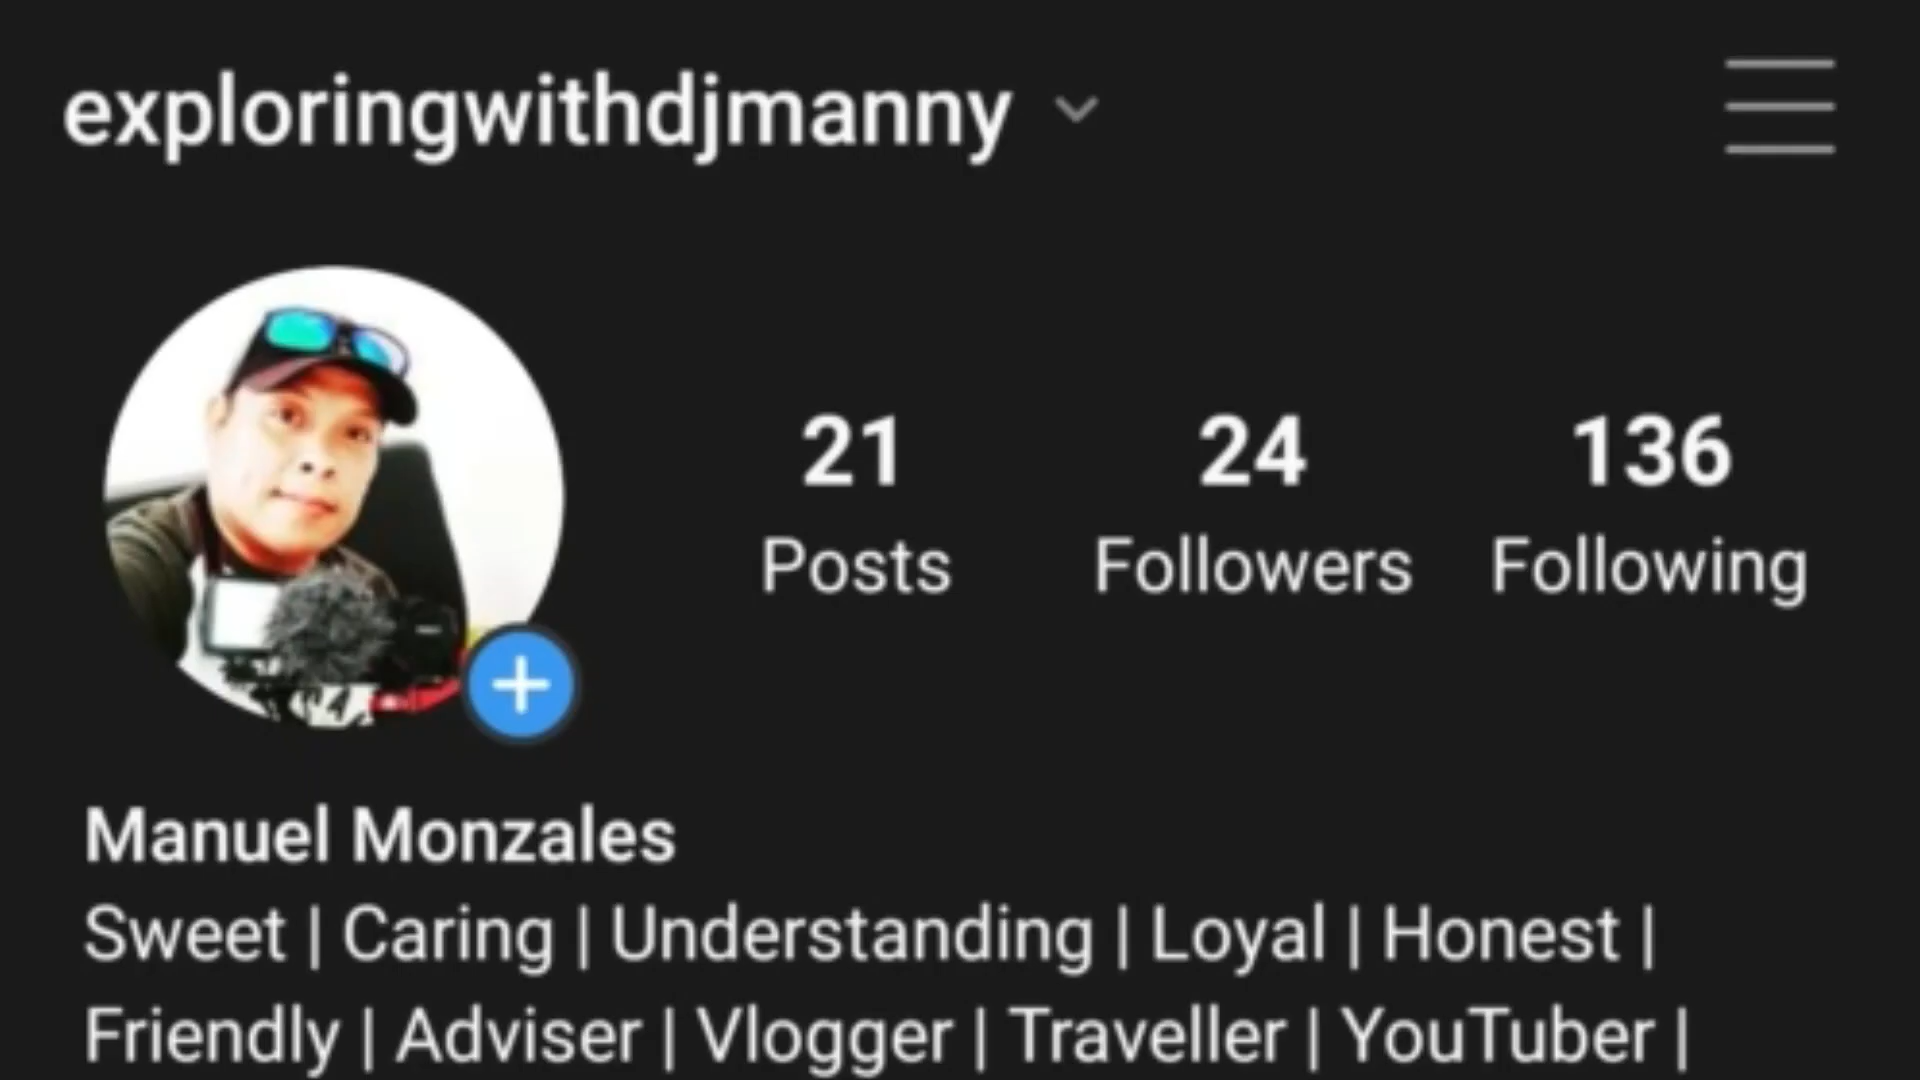 exploringwithdjmanny
21 24 136
Posts Followers Following
Manuel Monzales
Sweet | Caring | Understanding | Loyal | Honest |
Friendly | Adviser | Vlogger | Traveller | YouTuber |